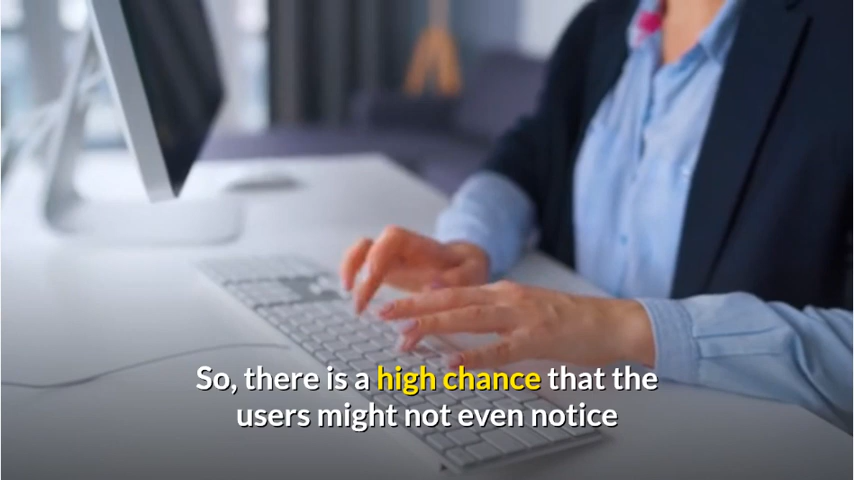 So, there is a high chance that the
users might not even notice